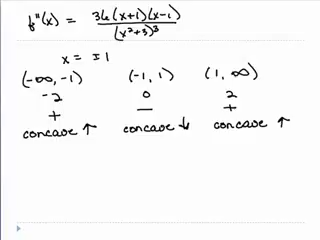 f"(x) = 36(x+1)(x-1) / (x²+3)³
x = ±1
(-∞, -1) (-1, 1) (1, ∞)
-2 0 2
+ — +
concave ↑ concave ↓ concave ↑